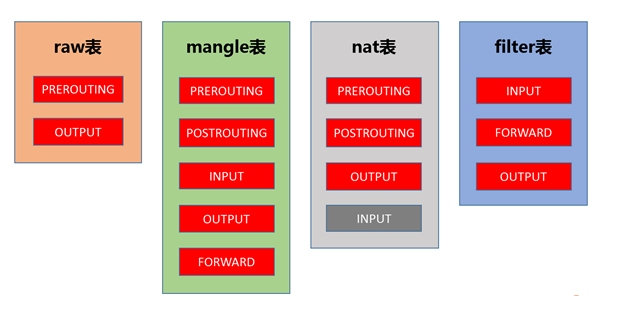 raw表
PREROUTING
OUTPUT
mangle表
PREROUTING
POSTROUTING
INPUT
OUTPUT
FORWARD
nat表
PREROUTING
POSTROUTING
OUTPUT
INPUT
filter表
INPUT
FORWARD
OUTPUT